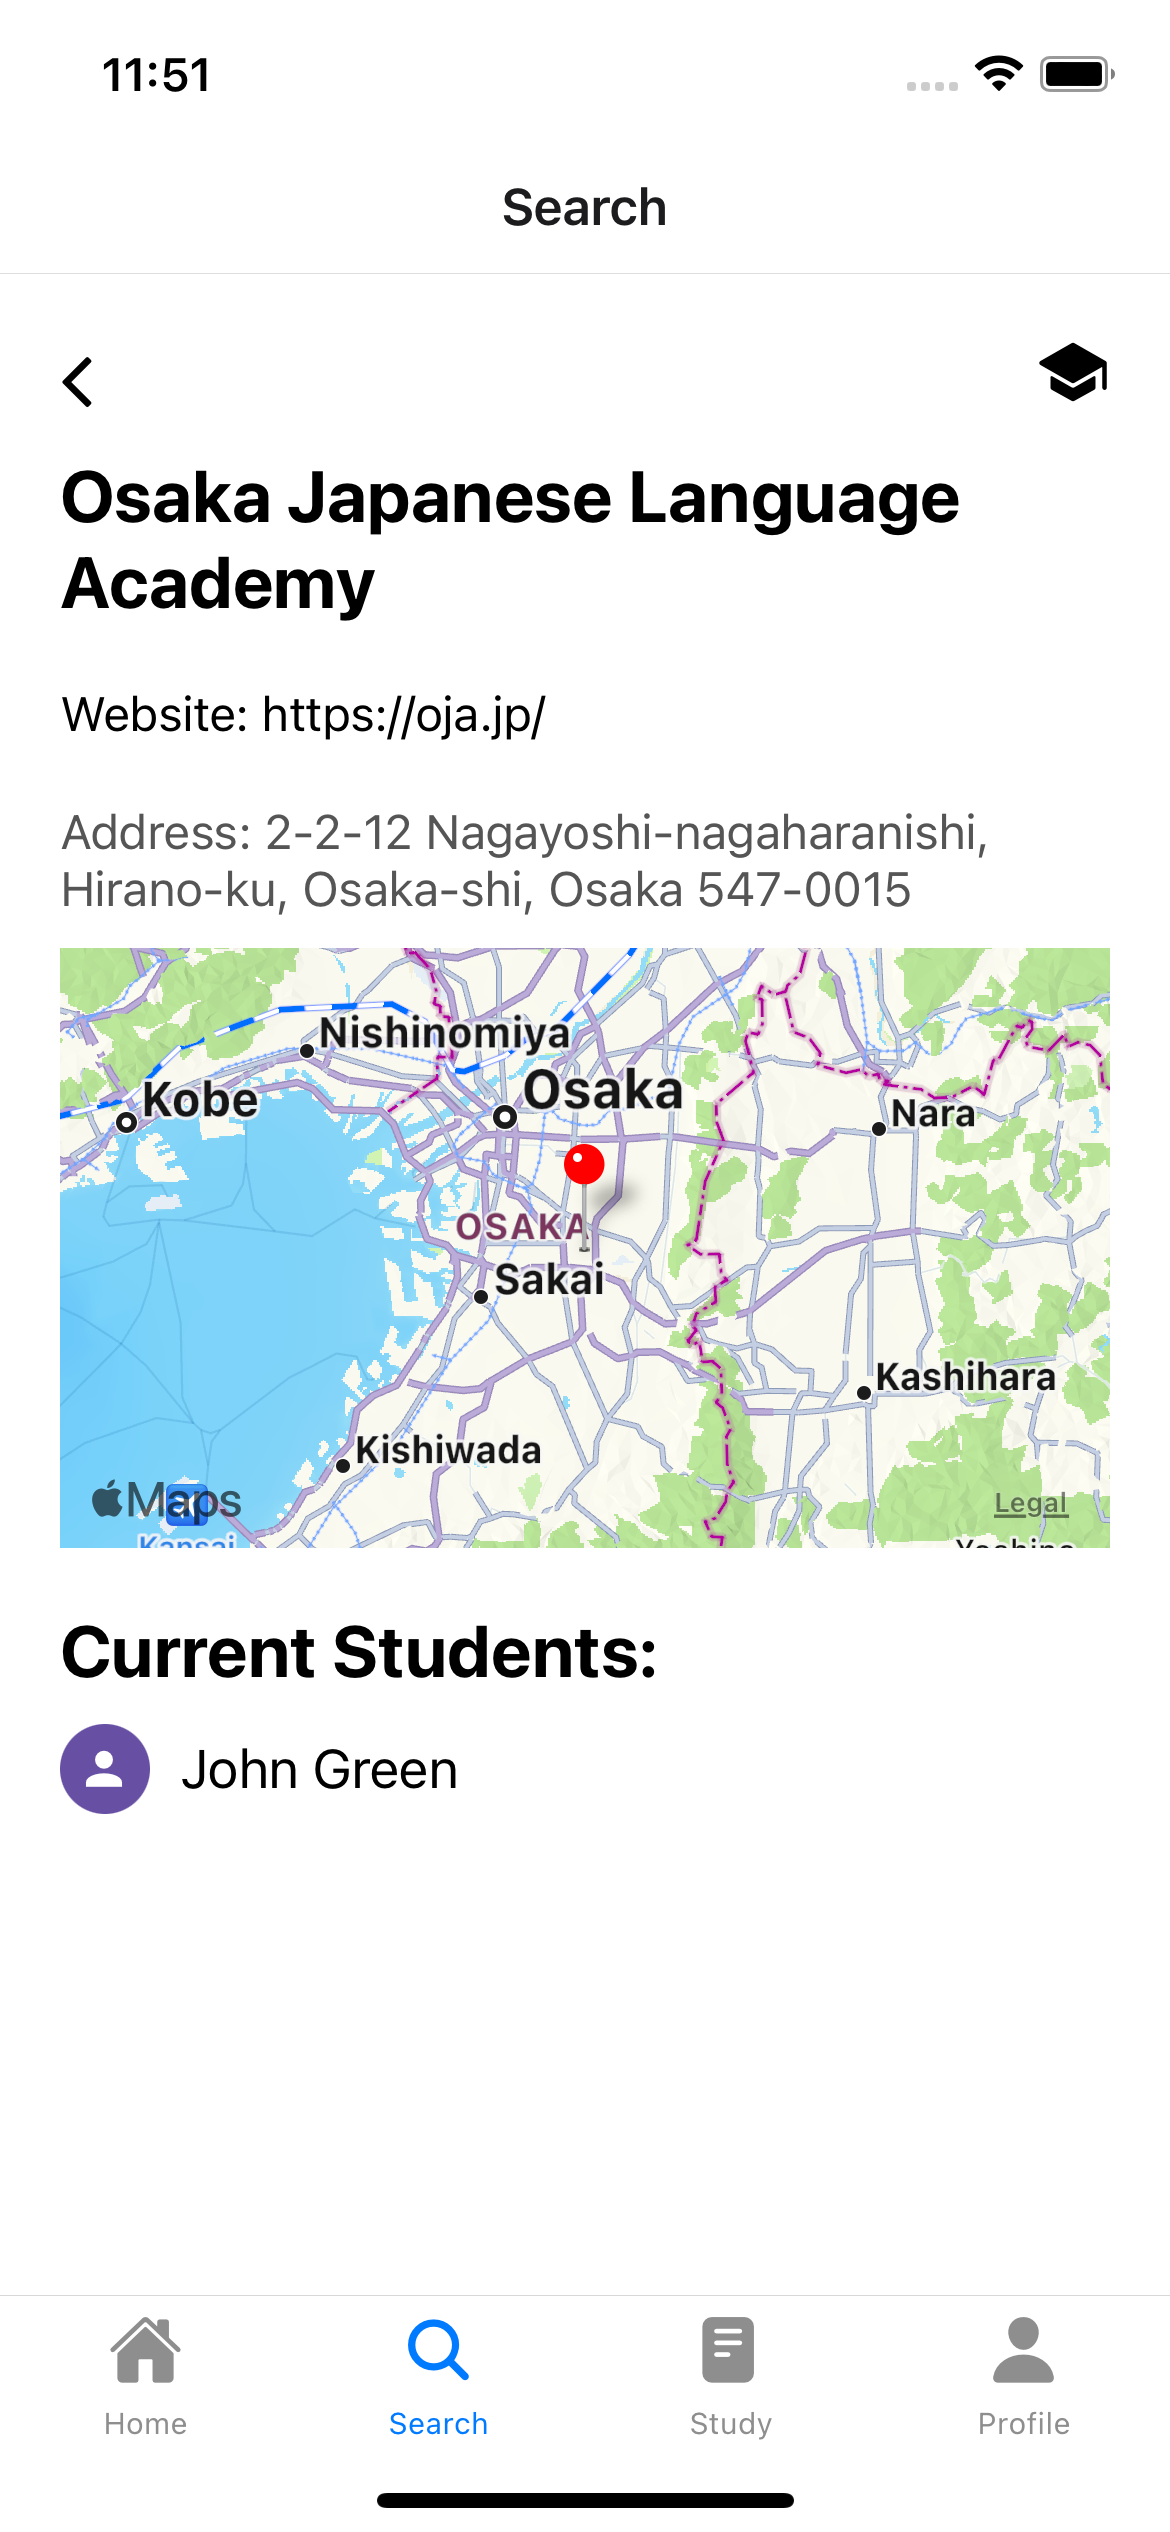 11:51
Search
Osaka Japanese Language
Academy
Website: https://oja.jp/
Address: 2-2-12 Nagayoshi-nagaharanishi,
Hirano-ku, Osaka-shi, Osaka 547-0015
Nishinomiya
Osaka
Kobe
Nara
OSAKA
Sakai
Kashihara
Kishiwada
Maps
Legal
Kansai
Yoshino
Current Students:
John Green
Home
Search
Study
Profile